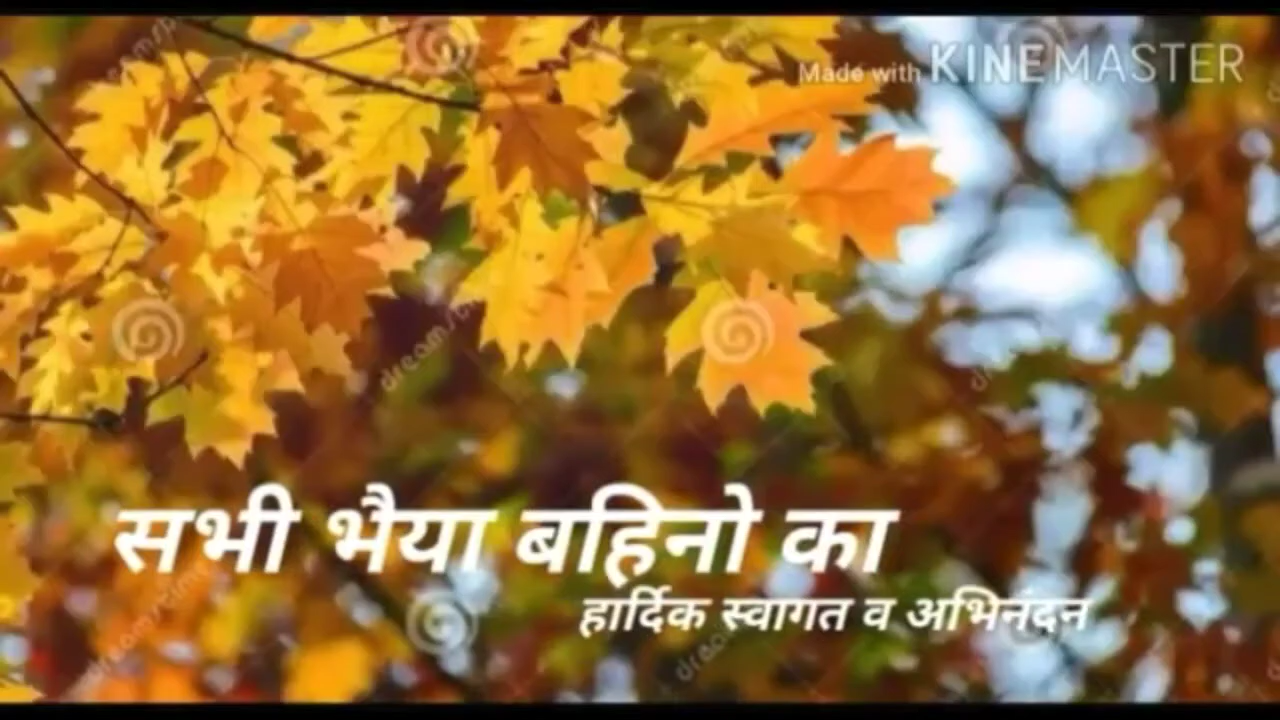 Made with KINEMASTER
सभी भैया बहिनो का
हार्दिक स्वागत व अभिनंदन